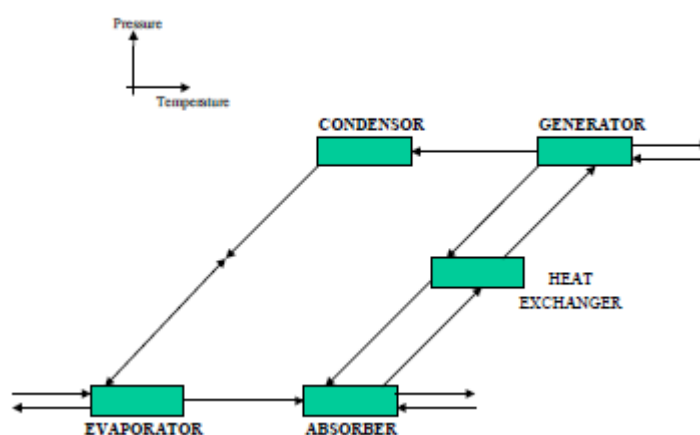 Pressure
Temperature
CONDENSOR
GENERATOR
HEAT
EXCHANGER
EVAPORATOR
ABSORBER